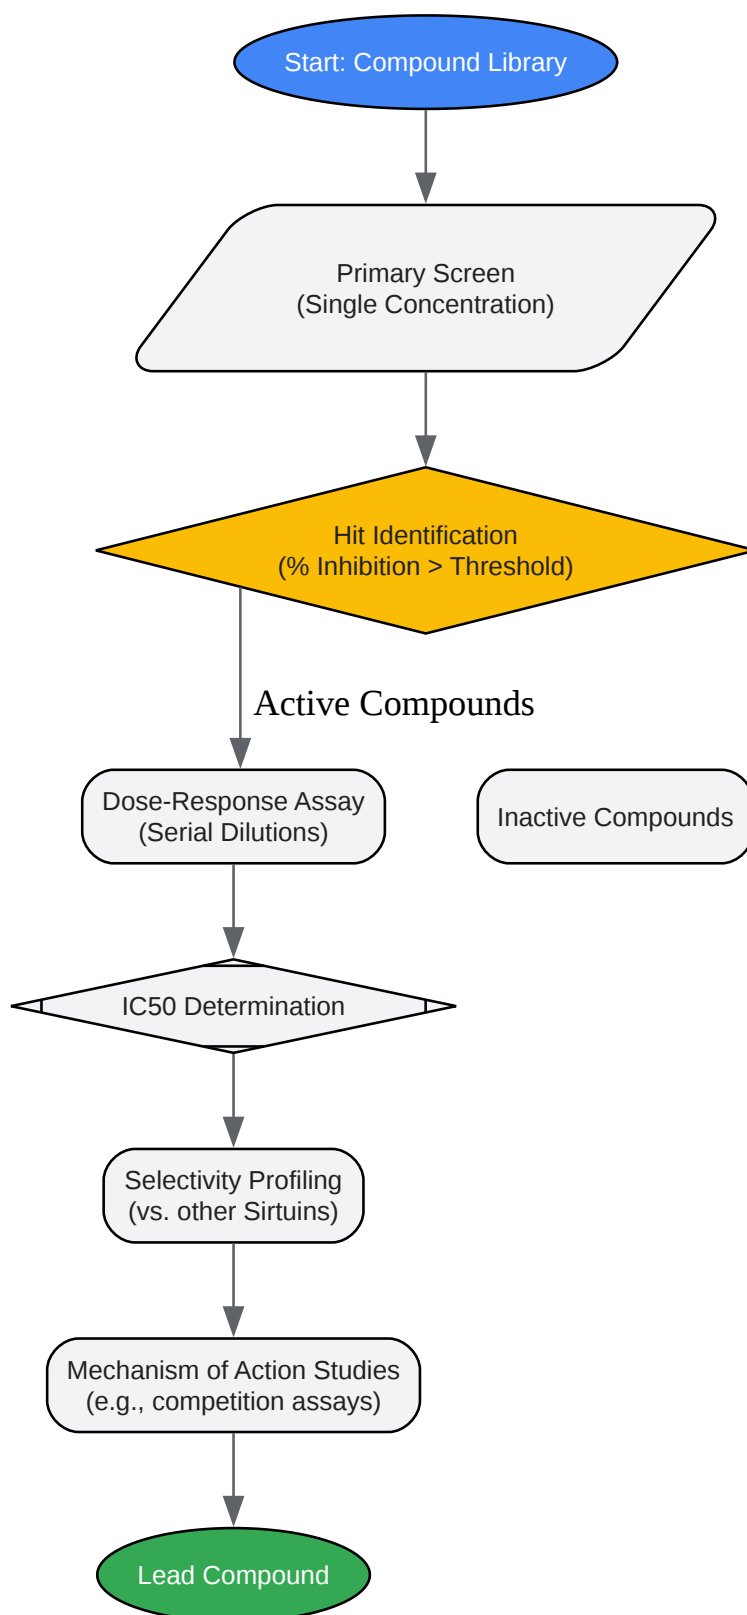 Start: Compound Library
Primary Screen
(Single Concentration)
Hit Identification
(% Inhibition > Threshold)
Active Compounds
Dose-Response Assay
(Serial Dilutions)
Inactive Compounds
IC50 Determination
Selectivity Profiling
(vs. other Sirtuins)
Mechanism of Action Studies
(e.g., competition assays)
Lead Compound